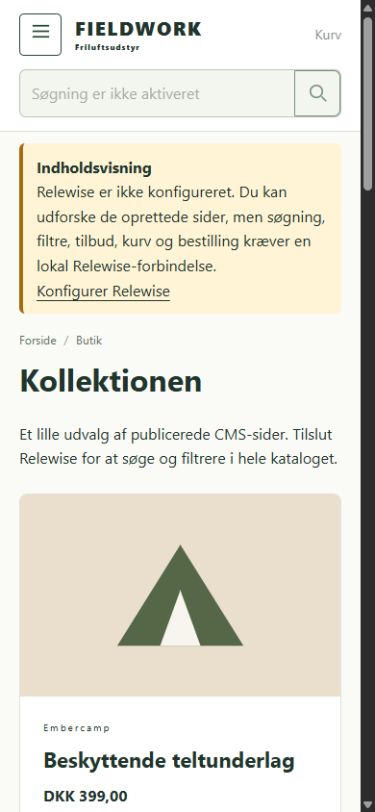 FIELDWORK
Friluftsudstyr
Kurv
Søgning er ikke aktiveret
Indholdsvisning
Relewise er ikke konfigureret. Du kan
udforske de oprettede sider, men søgning,
filtre, tilbud, kurv og bestilling kræver en
lokal Relewise-forbindelse.
Konfigurer Relewise
Forside / Butik
Kollektionen
Et lille udvalg af publicerede CMS-sider. Tilslut
Relewise for at søge og filtrere i hele kataloget.
Embercamp
Beskyttende teltunderlag
DKK 399,00